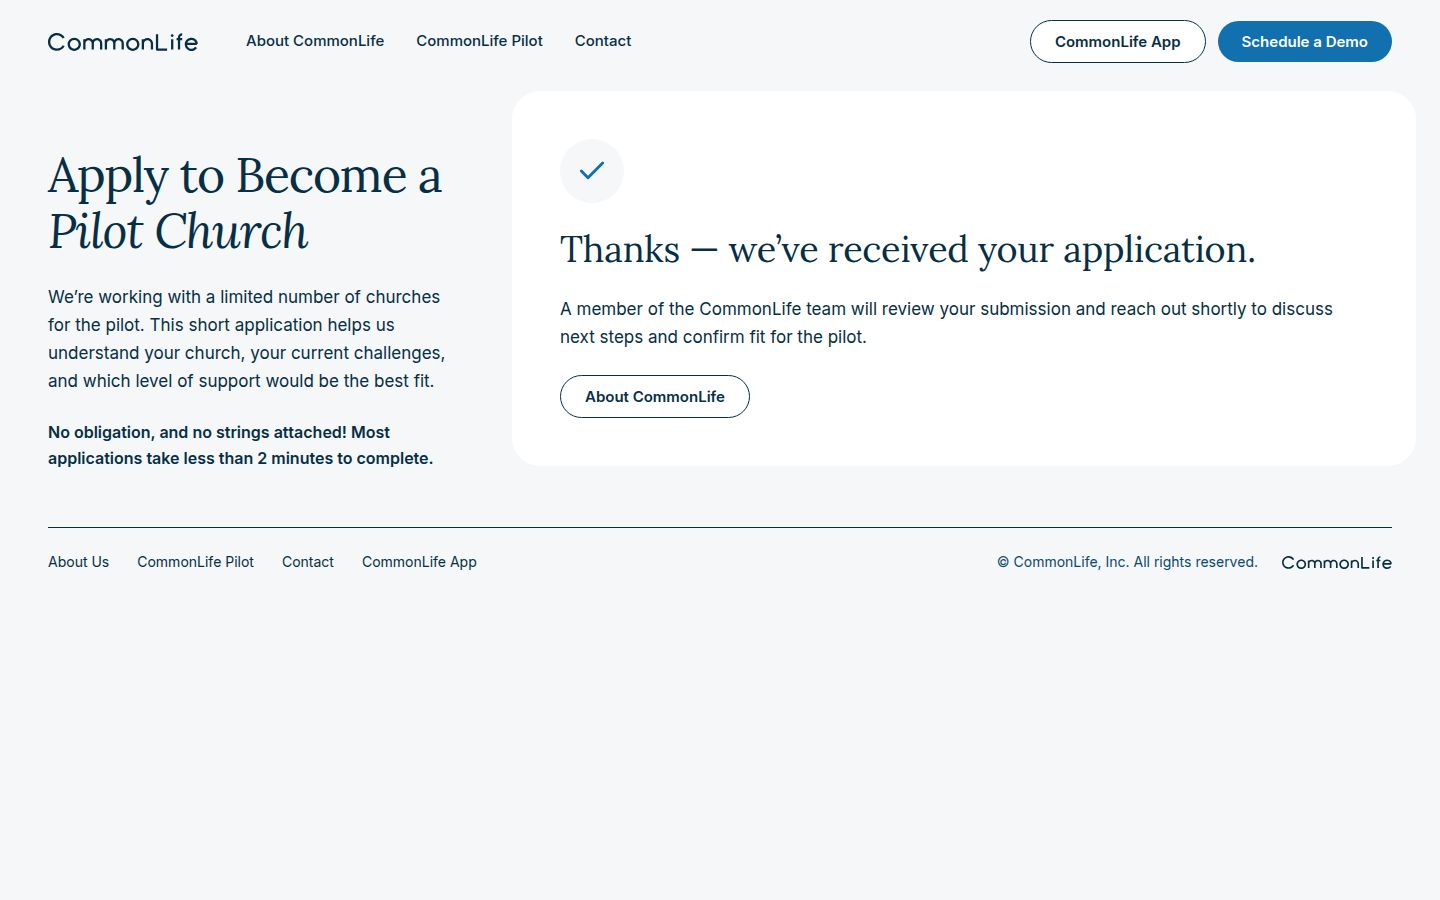 CommonLife
About CommonLife
CommonLife Pilot
Contact
CommonLife App
Schedule a Demo
Apply to Become a
Pilot Church
We’re working with a limited number of churches
for the pilot. This short application helps us
understand your church, your current challenges,
and which level of support would be the best fit.
No obligation, and no strings attached! Most
applications take less than 2 minutes to complete.
Thanks — we’ve received your application.
A member of the CommonLife team will review your submission and reach out shortly to discuss
next steps and confirm fit for the pilot.
About CommonLife
About Us
CommonLife Pilot
Contact
CommonLife App
© CommonLife, Inc. All rights reserved.
CommonLife